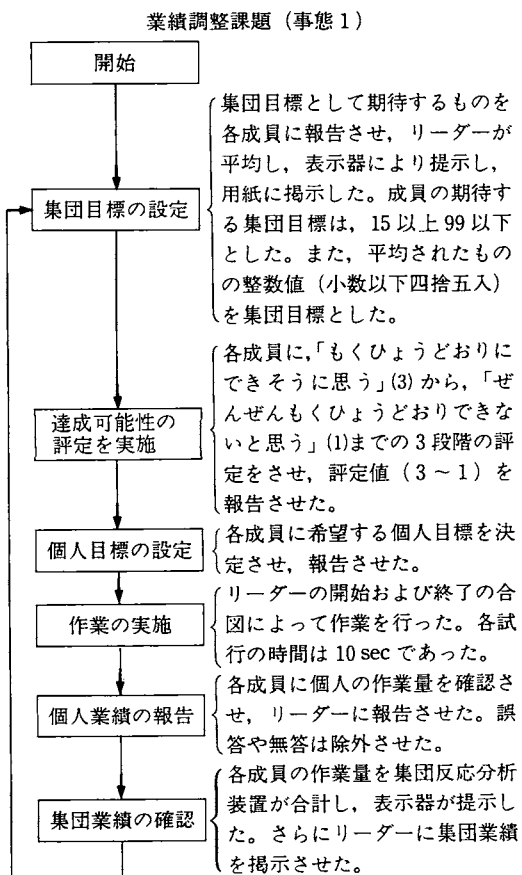 業績調整課題（事態1）
開始
集団目標の設定
集団目標として期待するものを
各成員に報告させ，リーダーが
平均し，表示器により提示し，
用紙に掲示した。成員の期待す
る集団目標は，15以上99以下
とした。また，平均されたもの
の整数値（小数以下四捨五入）
を集団目標とした。
達成可能性の
評定を実施
各成員に，「もくひょうどおりに
できそうに思う」(3)から，「ぜ
んぜんもくひょうどおりできな
いと思う」(1)までの3段階の評
定をさせ，評定値（3～1）を
報告させた。
個人目標の設定
各成員に希望する個人目標を決
定させ，報告させた。
作業の実施
リーダーの開始および終了の合
図によって作業を行った。各試
行の時間は10 secであった。
個人業績の報告
各成員に個人の作業量を確認さ
せ，リーダーに報告させた。誤
答や無答は除外させた。
集団業績の確認
各成員の作業量を集団反応分析
装置が合計し，表示器が提示し
た。さらにリーダーに集団業績
を掲示させた。